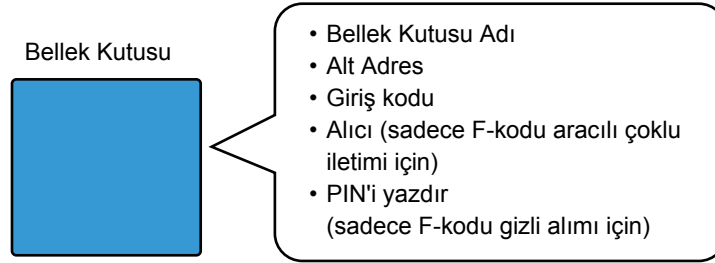 Bellek Kutusu
• Bellek Kutusu Adı
• Alt Adres
• Giriş kodu
• Alıcı (sadece F-kodu aracılı çoklu
iletimi için)
• PIN'i yazdır
(sadece F-kodu gizli alımı için)